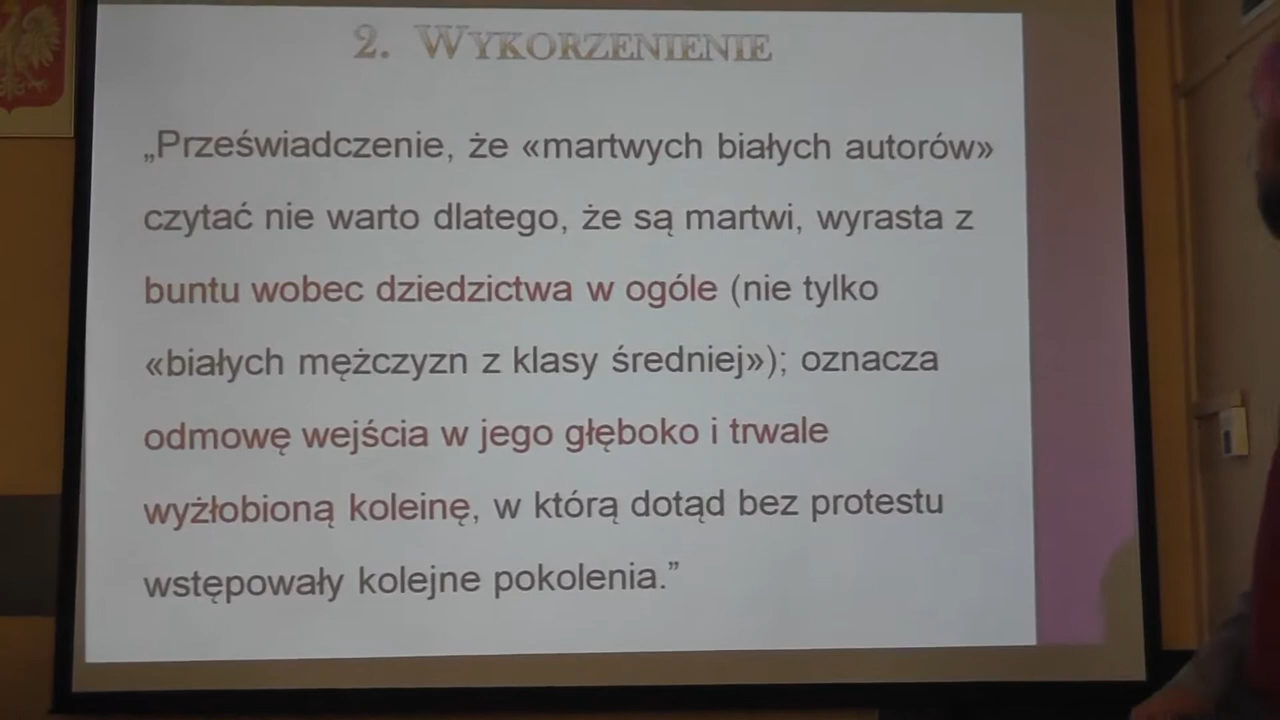 2. WYKORZENIENIE
„Przeświadczenie, że «martwych białych autorów»
czytać nie warto dlatego, że są martwi, wyrasta z
buntu wobec dziedzictwa w ogóle (nie tylko
«białych mężczyzn z klasy średniej»); oznacza
odmowę wejścia w jego głęboko i trwale
wyżłobioną koleinę, w którą dotąd bez protestu
wstępowały kolejne pokolenia.”